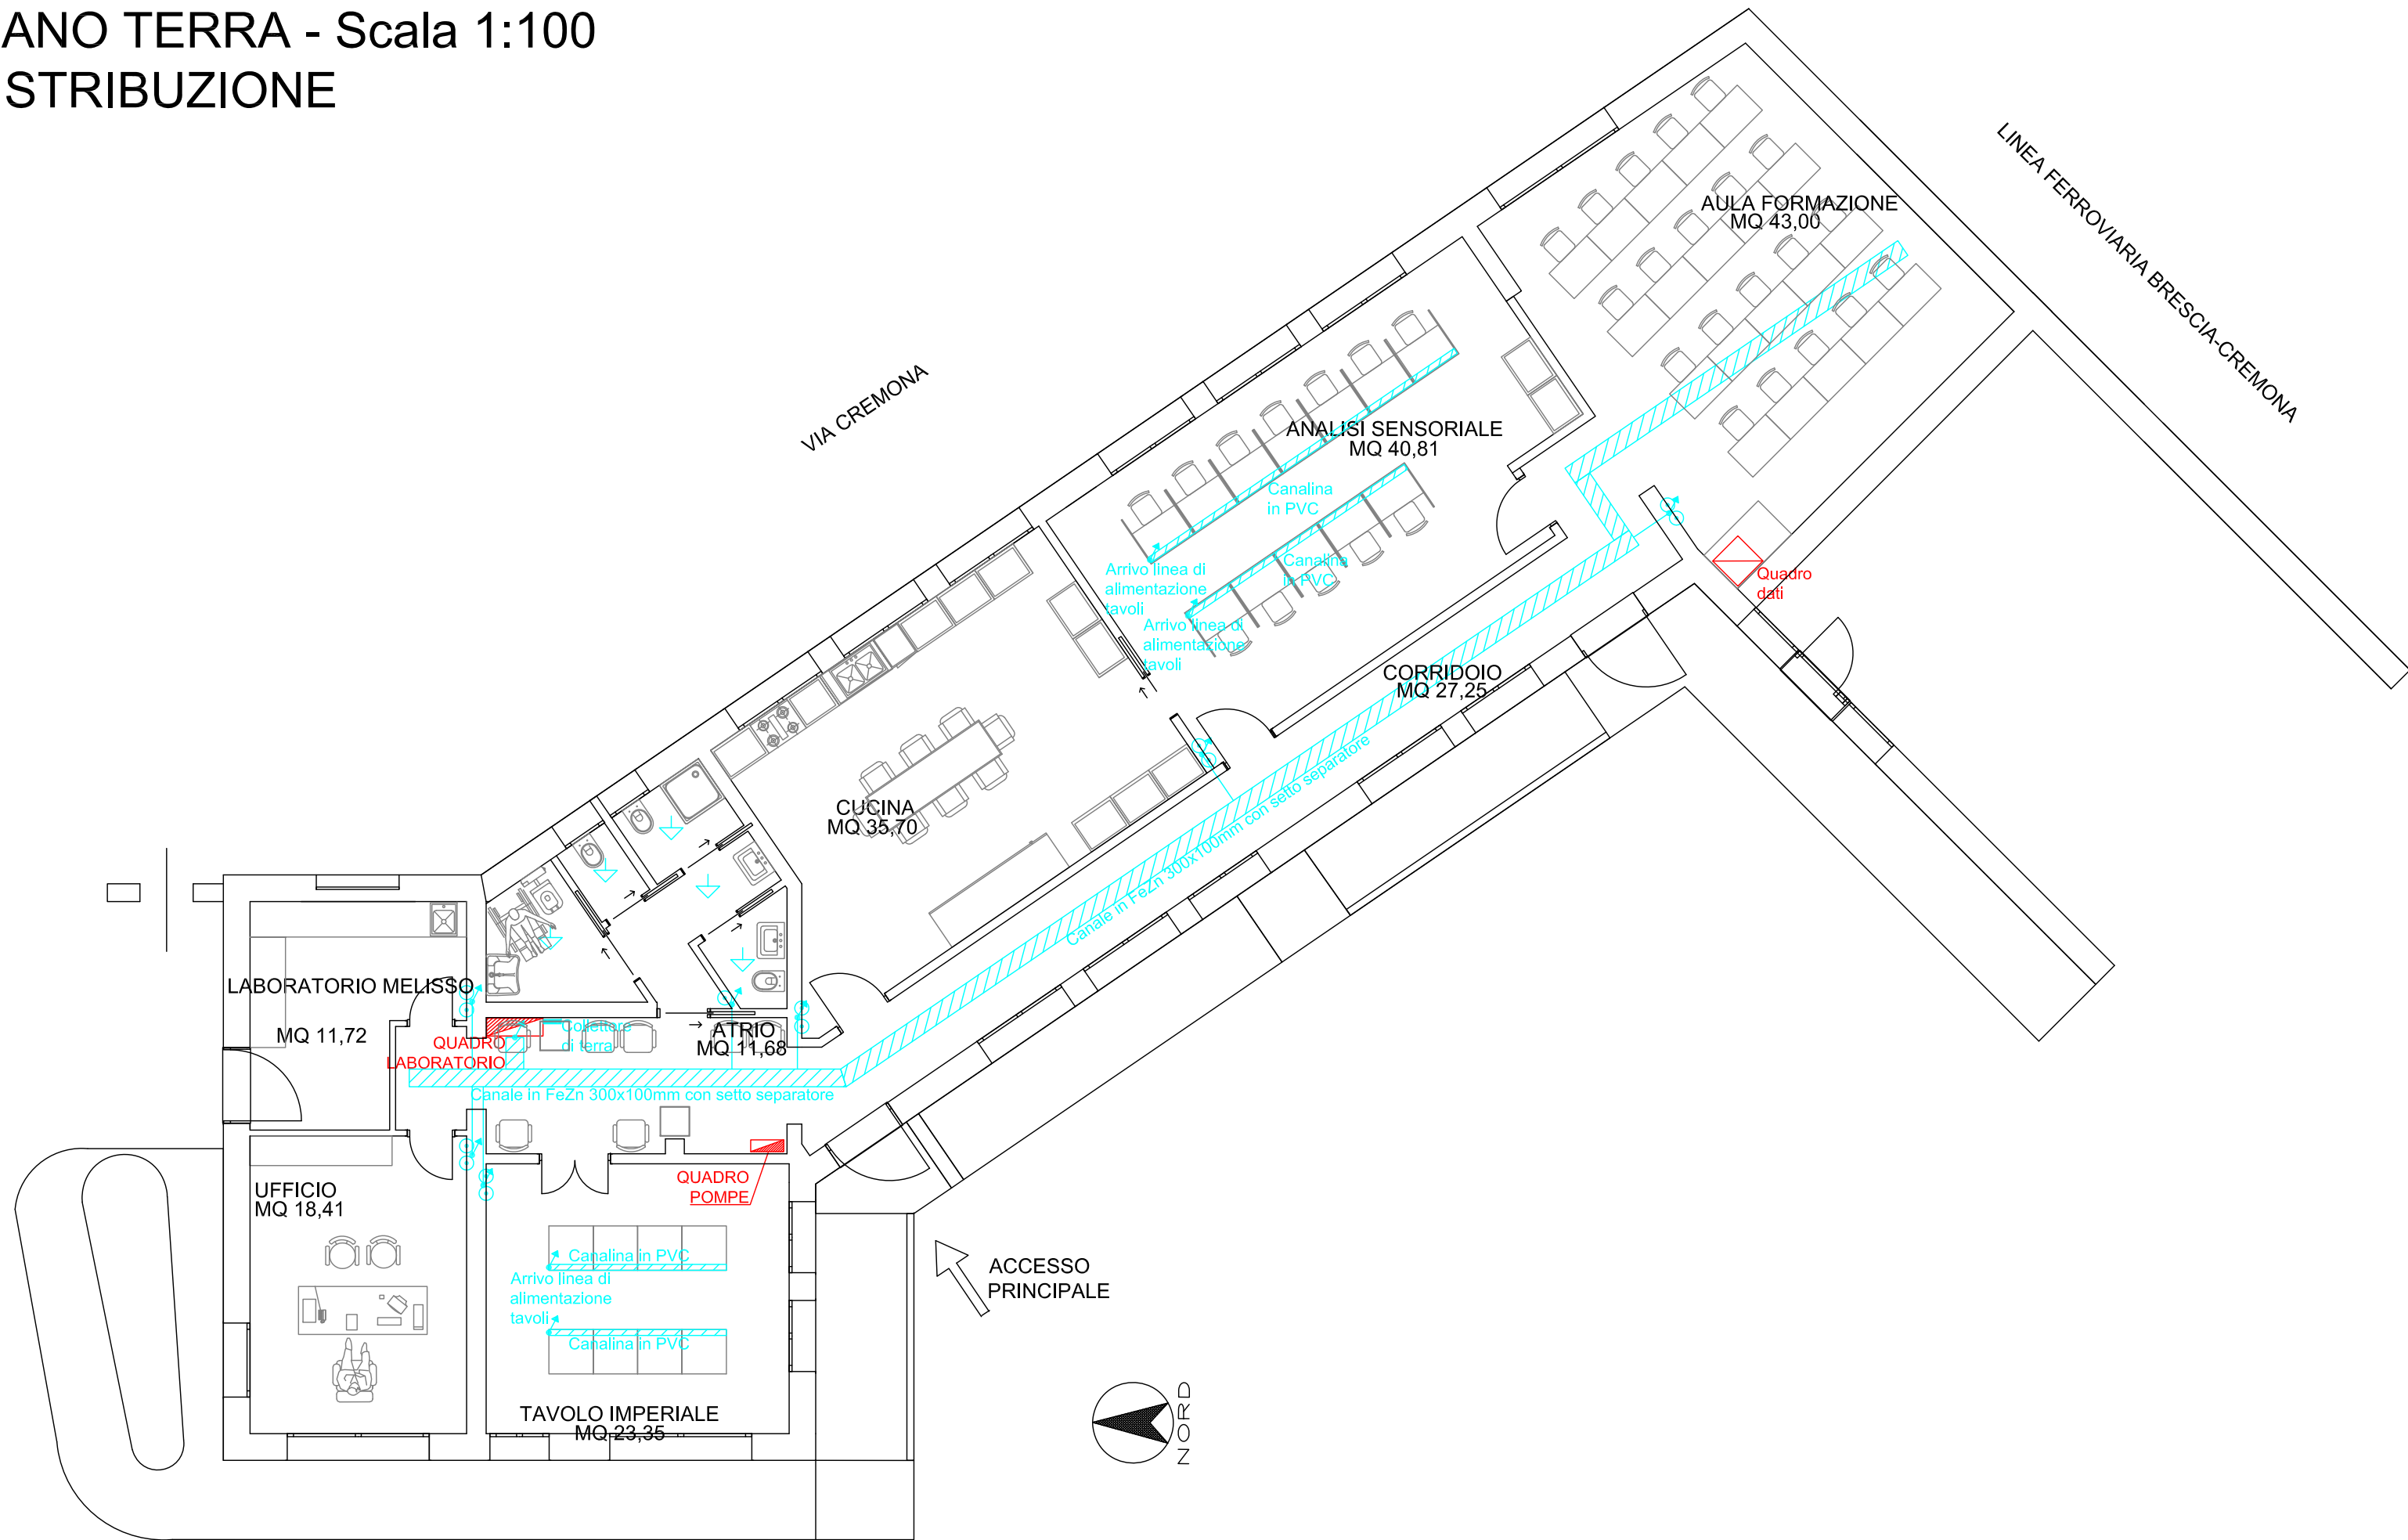 ANO TERRA - Scala 1:100
STRIBUZIONE
LINEA FERROVIARIA BRESCIA-CREMONA
AULA FORMAZIONE
MQ 43,00
VIA CREMONA
ANALISI SENSORIALE
MQ 40,81
Canalina
in PVC
Canalina
in PVC
Arrivo linea di
alimentazione
tavoli
Arrivo linea di
alimentazione
tavoli
Quadro
dati
CORRIDOIO
MQ 27,25
Canale in FeZn 300x100mm con setto separatore
CUCINA
MQ 35,70
LABORATORIO MELISSO
MQ 11,72
QUADRO
LABORATORIO
Collettore
di terra
ATRIO
MQ 11,68
Canale in FeZn 300x100mm con setto separatore
UFFICIO
MQ 18,41
QUADRO
POMPE
Canalina in PVC
Arrivo linea di
alimentazione
tavoli
Canalina in PVC
TAVOLO IMPERIALE
MQ 23,35
ACCESSO
PRINCIPALE
NORD